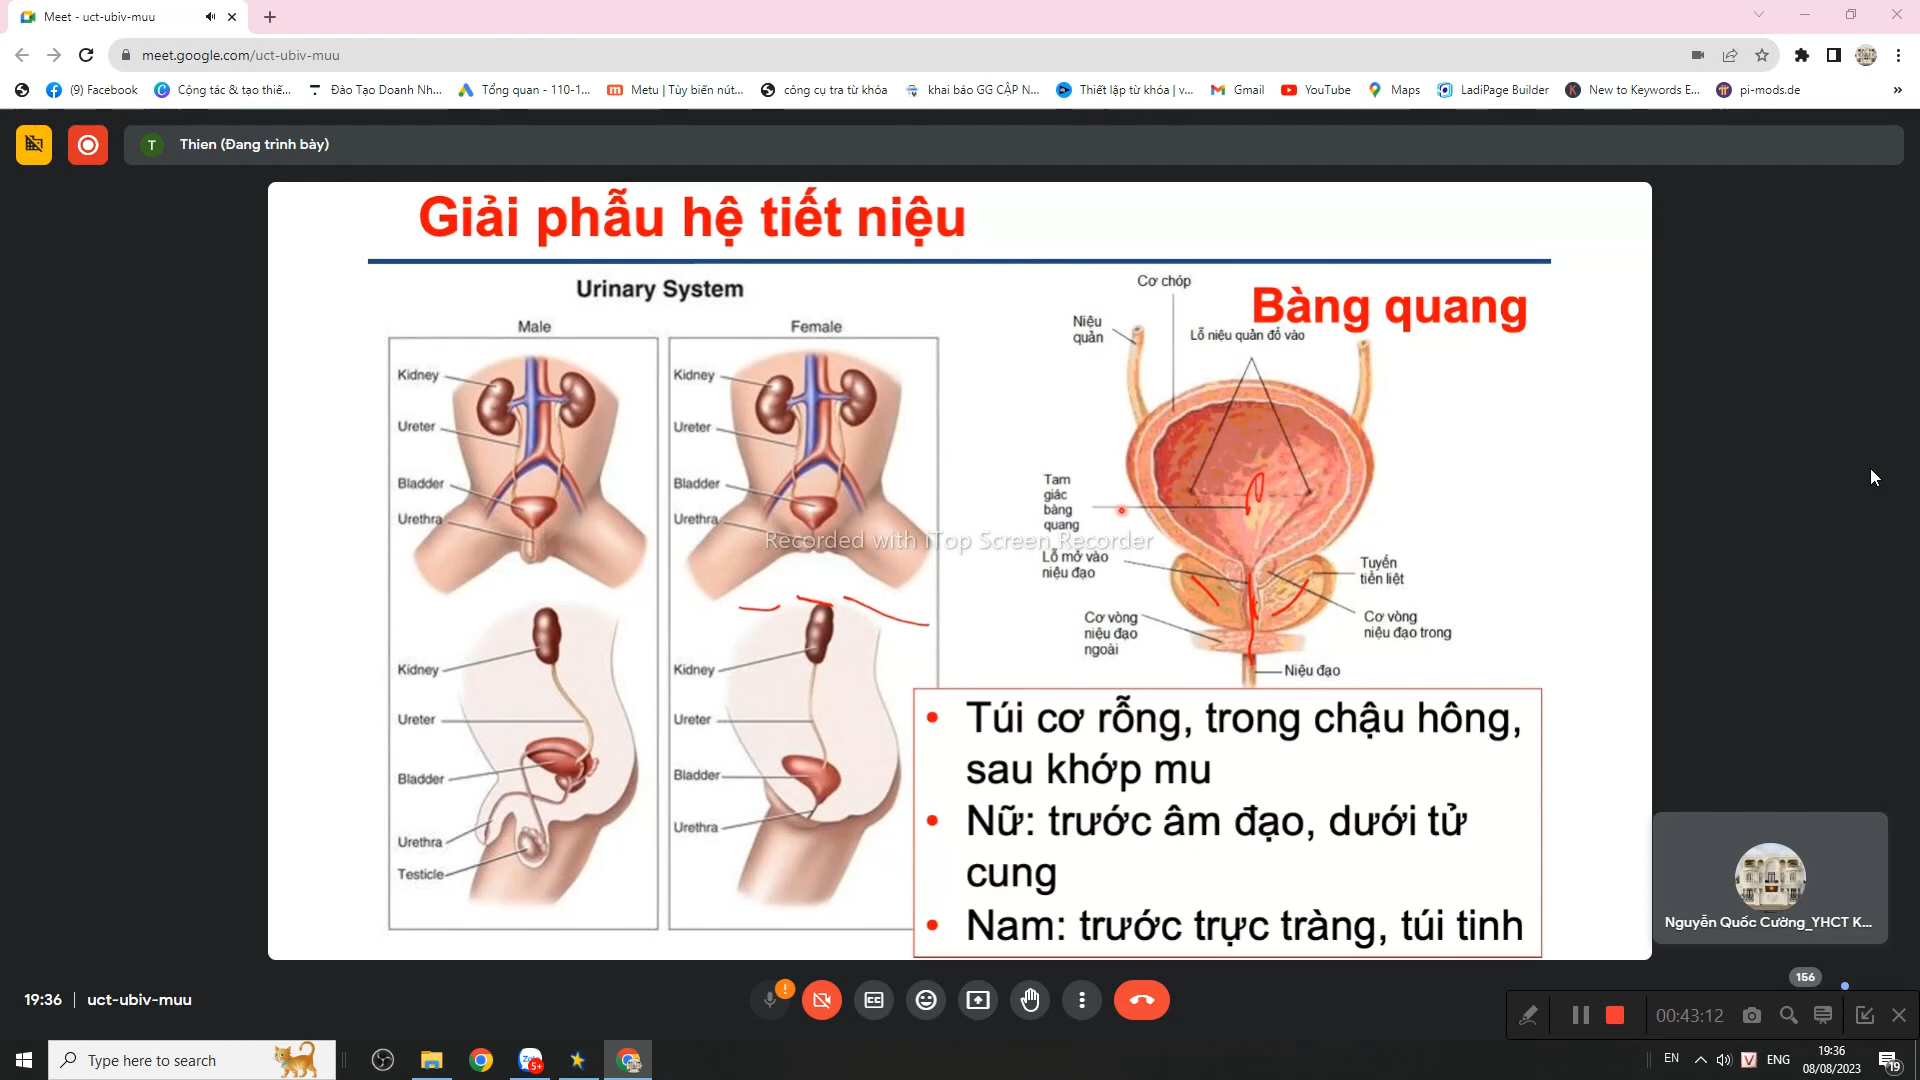 Meet - uct-ubiv-muu
meet.google.com/uct-ubiv-muu
(9) Facebook
Cộng tác & tạo thiế...
Đào Tạo Doanh Nh...
Tổng quan - 110-1...
Metu | Tùy biến nút...
công cụ tra từ khóa
khai báo GG CẬP N...
Thiết lập từ khóa | v...
Gmail
YouTube
Maps
LadiPage Builder
New to Keywords E...
pi-mods.de
»
T
Thien (Đang trình bày)
Giải phẫu hệ tiết niệu
Urinary System
Male
Kidney
Ureter
Bladder
Urethra
Kidney
Ureter
Bladder
Urethra
Testicle
Female
Kidney
Ureter
Bladder
Urethra
Kidney
Ureter
Bladder
Urethra
Bàng quang
Cơ chóp
Niệu
quản
Lỗ niệu quản đổ vào
Tam
giác
bàng
quang
Lỗ mở vào
niệu đạo
Cơ vòng
niệu đạo
ngoài
Tuyến
tiền liệt
Cơ vòng
niệu đạo trong
Niệu đạo
Recorded with iTop Screen Recorder
• Túi cơ rỗng, trong chậu hông,
sau khớp mu
• Nữ: trước âm đạo, dưới tử
cung
• Nam: trước trực tràng, túi tinh
Nguyễn Quốc Cường_YHCT K...
19:36 | uct-ubiv-muu
156
00:43:12
Type here to search
5+
EN
ENG
19:36
08/08/2023
19